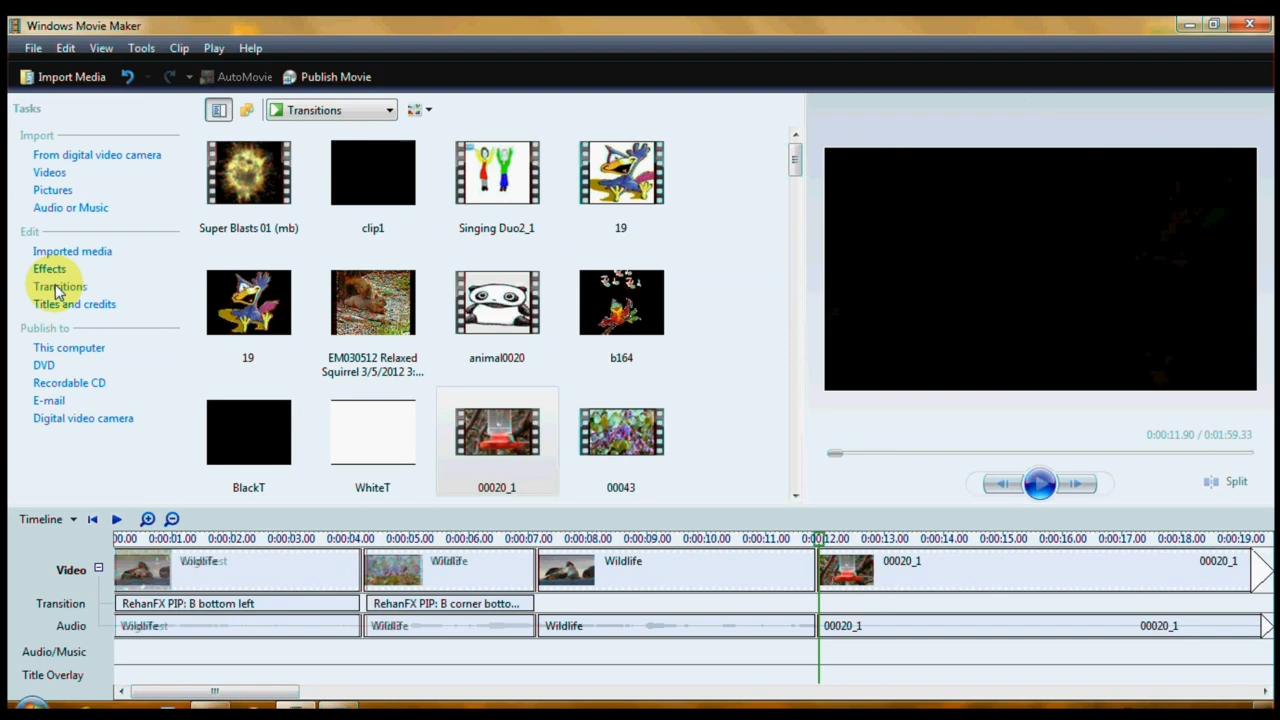 Windows Movie Maker
File Edit View Tools Clip Play Help
Import Media AutoMovie Publish Movie
Tasks
Import
From digital video camera
Videos
Pictures
Audio or Music
Edit
Imported media
Effects
Transitions
Titles and credits
Publish to
This computer
DVD
Recordable CD
E-mail
Digital video camera
Transitions
Super Blasts 01 (mb) clip1 Singing Duo2_1 19
19 EM030512 Relaxed Squirrel 3/5/2012 3:... animal0020 b164
BlackT WhiteT 00020_1 00043
0:00:11.90 / 0:01:59.33
Split
Timeline
00.00 0:00:01.00 0:00:02.00 0:00:03.00 0:00:04.00 0:00:05.00 0:00:06.00 0:00:07.00 0:00:08.00 0:00:09.00 0:00:10.00 0:00:11.00 0:00:12.00 0:00:13.00 0:00:14.00 0:00:15.00 0:00:16.00 0:00:17.00 0:00:18.00 0:00:19.00
Video Wildlife Wildlife Wildlife 00020_1 00020_1
Transition RehanFX PIP: B bottom left RehanFX PIP: B corner botto...
Audio Wildlife Wildlife Wildlife 00020_1 00020_1
Audio/Music
Title Overlay